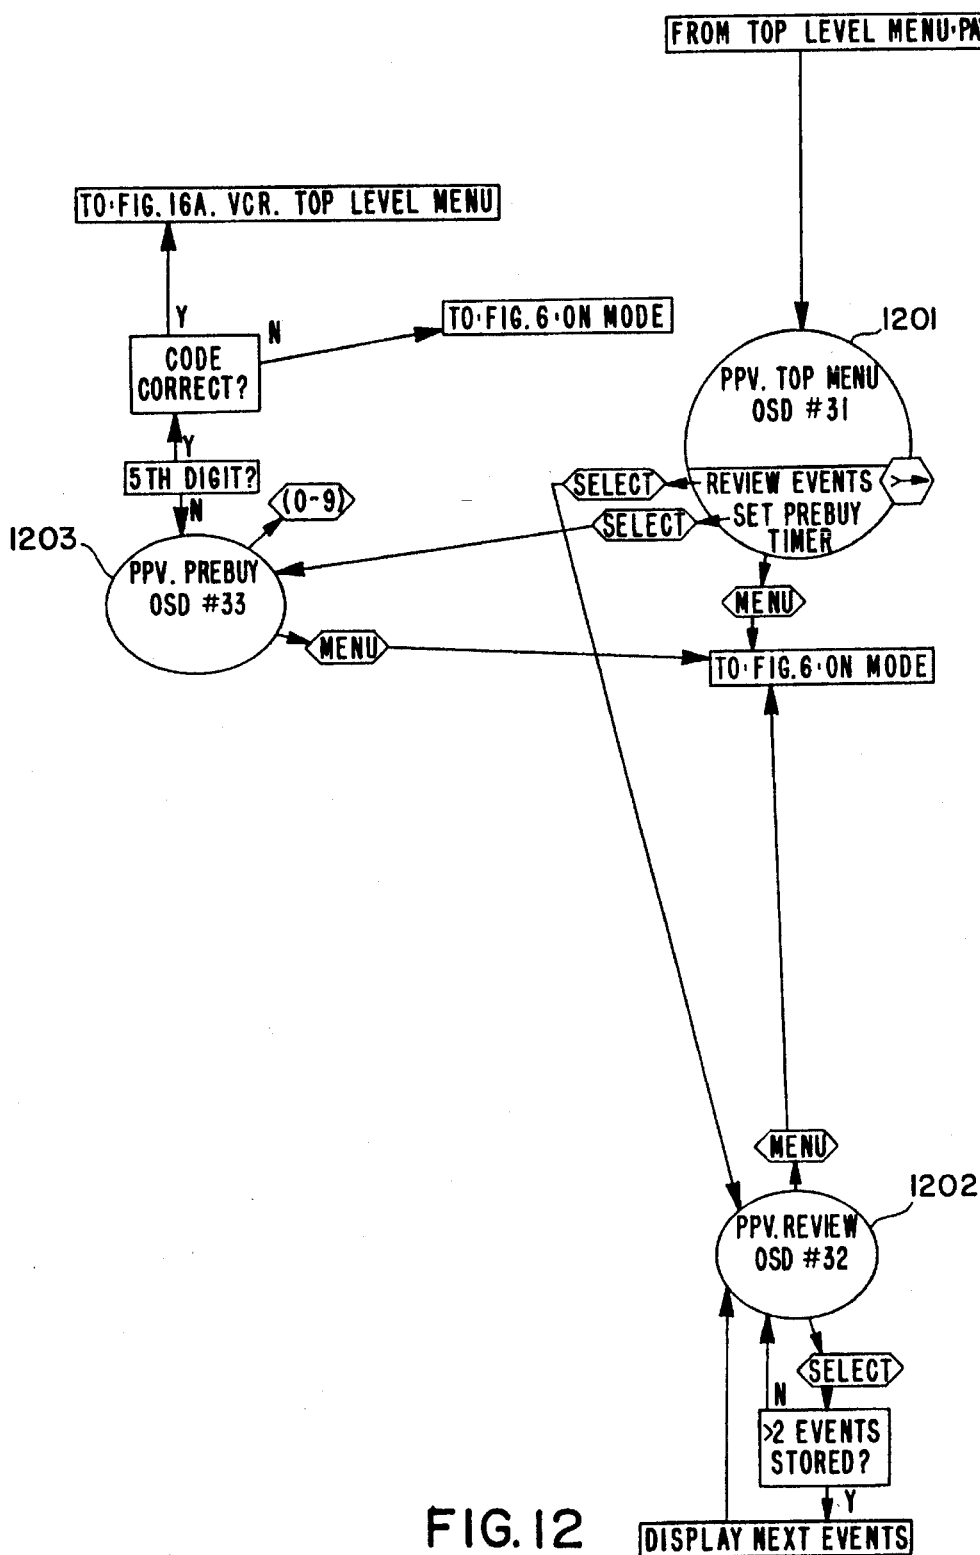 FROM TOP LEVEL MENU·PA
TO·FIG. 16A. VCR. TOP LEVEL MENU
Y
N
TO·FIG. 6·ON MODE
CODE
CORRECT?
1201
PPV. TOP MENU
OSD #31
Y
5TH DIGIT?
N
(0-9)
SELECT
REVIEW EVENTS
>
SELECT
SET PREBUY
TIMER
1203
PPV. PREBUY
OSD #33
MENU
MENU
TO·FIG. 6·ON MODE
MENU
1202
PPV. REVIEW
OSD #32
SELECT
N
>2 EVENTS
STORED?
Y
DISPLAY NEXT EVENTS
FIG. 12